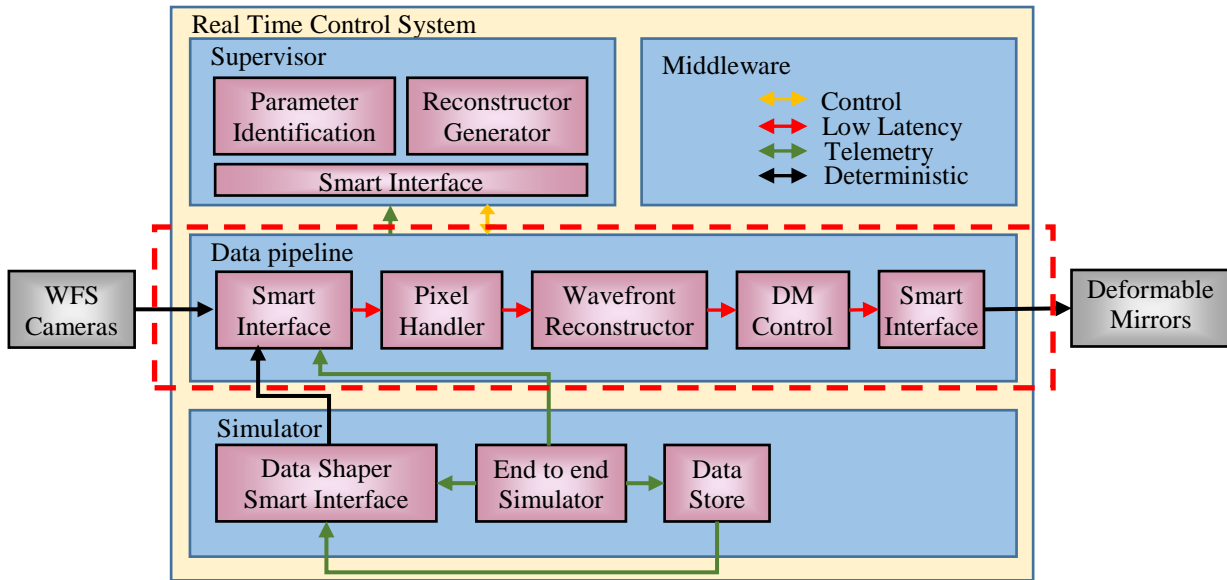 Real Time Control System
Supervisor
Parameter
Identification
Reconstructor
Generator
Smart Interface
Middleware
Control
Low Latency
Telemetry
Deterministic
Data pipeline
WFS
Cameras
Smart
Interface
Pixel
Handler
Wavefront
Reconstructor
DM
Control
Smart
Interface
Deformable
Mirrors
Simulator
Data Shaper
Smart Interface
End to end
Simulator
Data
Store